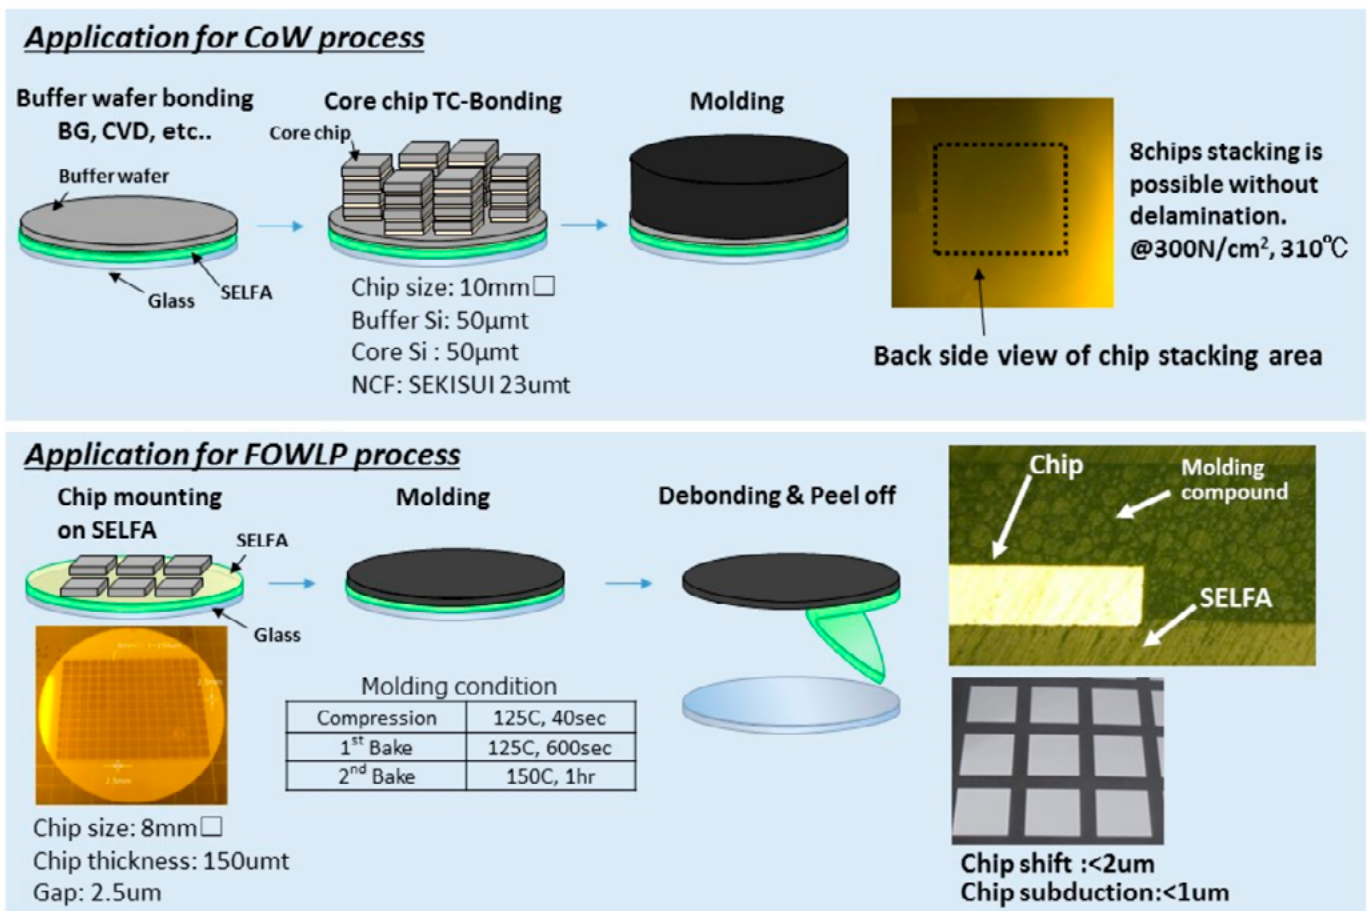 Application for CoW process
Buffer wafer bonding
BG, CVD, etc..
Buffer wafer
Glass
SELFA
Core chip TC-Bonding
Core chip
Chip size: 10mm□
Buffer Si: 50μmt
Core Si : 50μmt
NCF: SEKISUI 23umt
Molding
8chips stacking is
possible without
delamination.
@300N/cm², 310℃
Back side view of chip stacking area
Application for FOWLP process
Chip mounting
on SELFA
SELFA
Glass
2.5mm
2.5mm
Chip size: 8mm□
Chip thickness: 150umt
Gap: 2.5um
Molding
Molding condition
Compression 125C, 40sec
1st Bake 125C, 600sec
2nd Bake 150C, 1hr
Debonding & Peel off
Chip
Molding
compound
SELFA
Chip shift :<2um
Chip subduction:<1um